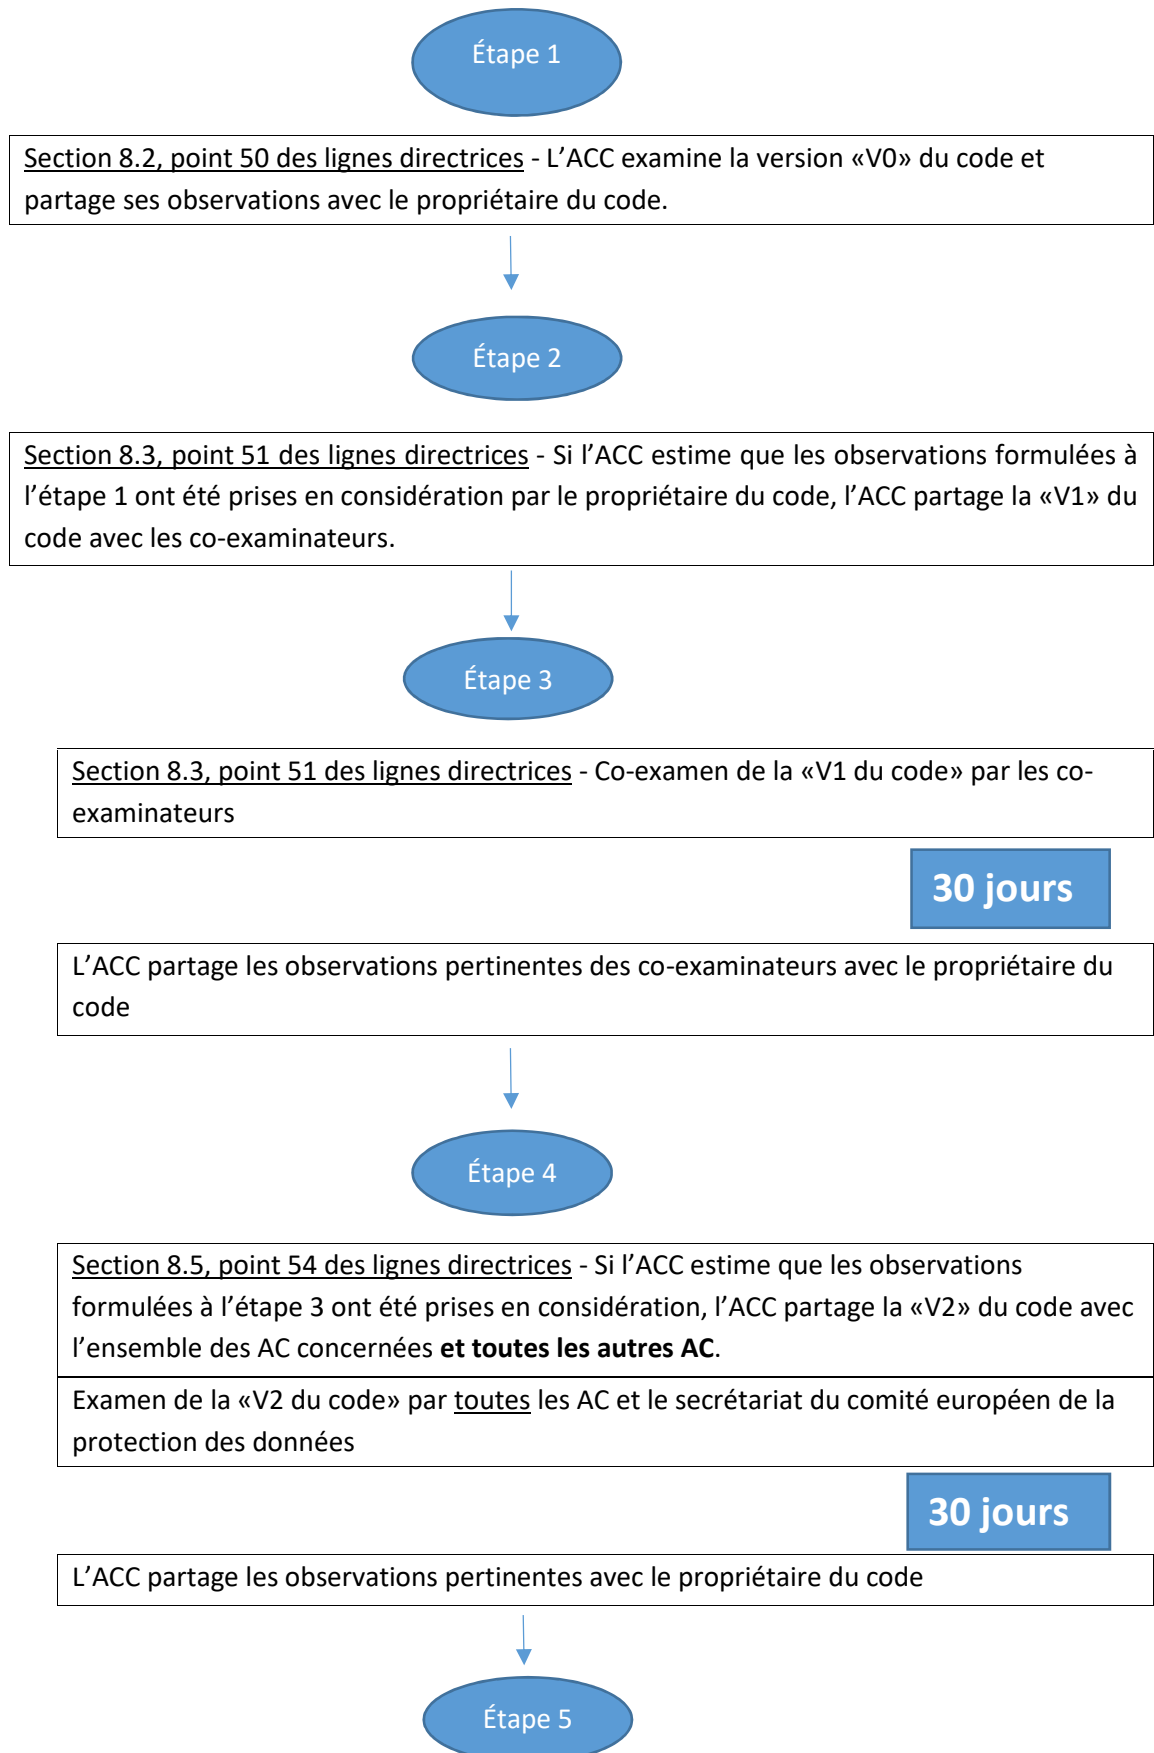 Étape 1
Section 8.2, point 50 des lignes directrices - L’ACC examine la version «V0» du code et
partage ses observations avec le propriétaire du code.
Étape 2
Section 8.3, point 51 des lignes directrices - Si l’ACC estime que les observations formulées à
l’étape 1 ont été prises en considération par le propriétaire du code, l’ACC partage la «V1» du
code avec les co-examinateurs.
Étape 3
Section 8.3, point 51 des lignes directrices - Co-examen de la «V1 du code» par les co-
examinateurs
30 jours
L’ACC partage les observations pertinentes des co-examinateurs avec le propriétaire du
code
Étape 4
Section 8.5, point 54 des lignes directrices - Si l’ACC estime que les observations
formulées à l’étape 3 ont été prises en considération, l’ACC partage la «V2» du code avec
l’ensemble des AC concernées et toutes les autres AC.
Examen de la «V2 du code» par toutes les AC et le secrétariat du comité européen de la
protection des données
30 jours
L’ACC partage les observations pertinentes avec le propriétaire du code
Étape 5